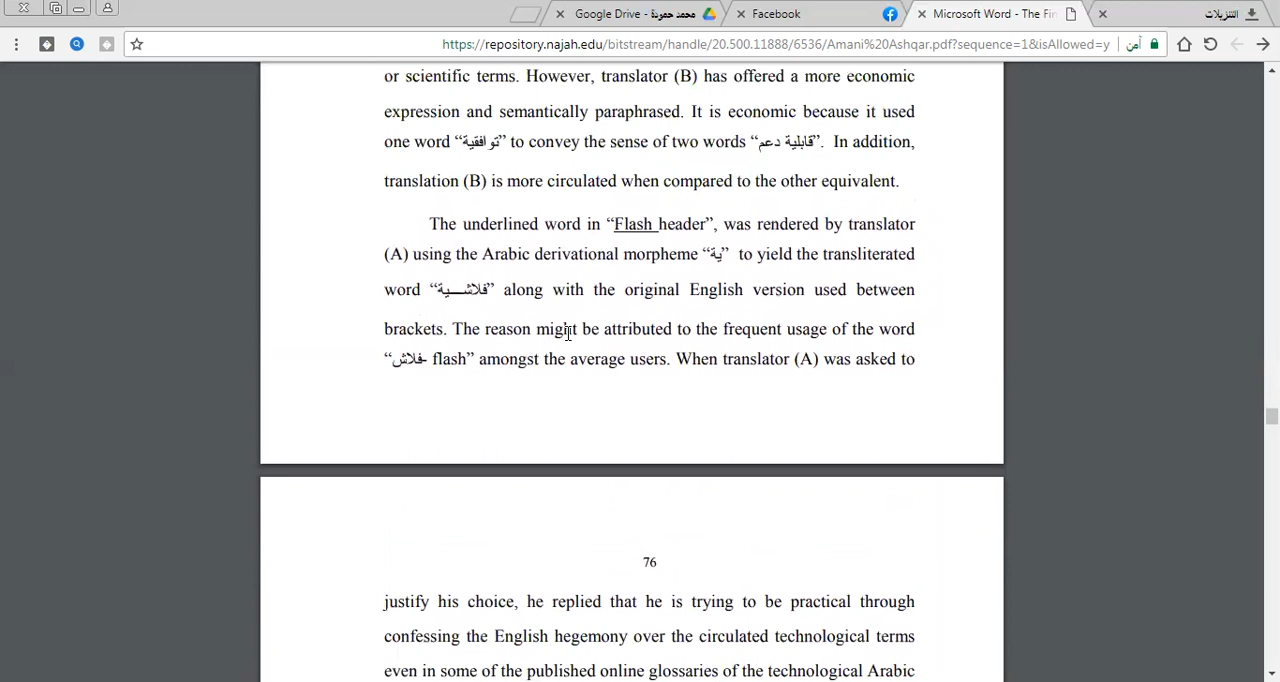 Google Drive - محمد حمودة
Facebook
Microsoft Word - The Fin
التنزيلات
https://repository.najah.edu/bitstream/handle/20.500.11888/6536/Amani%20Ashqar.pdf?sequence=1&isAllowed=y
آمن
or scientific terms. However, translator (B) has offered a more economic
expression and semantically paraphrased. It is economic because it used
one word “توافقية” to convey the sense of two words “قابلية دعم”. In addition,
translation (B) is more circulated when compared to the other equivalent.
The underlined word in “Flash header”, was rendered by translator
(A) using the Arabic derivational morpheme “ية” to yield the transliterated
word “فلاشـــية” along with the original English version used between
brackets. The reason might be attributed to the frequent usage of the word
“فلاش- flash” amongst the average users. When translator (A) was asked to
76
justify his choice, he replied that he is trying to be practical through
confessing the English hegemony over the circulated technological terms
even in some of the published online glossaries of the technological Arabic